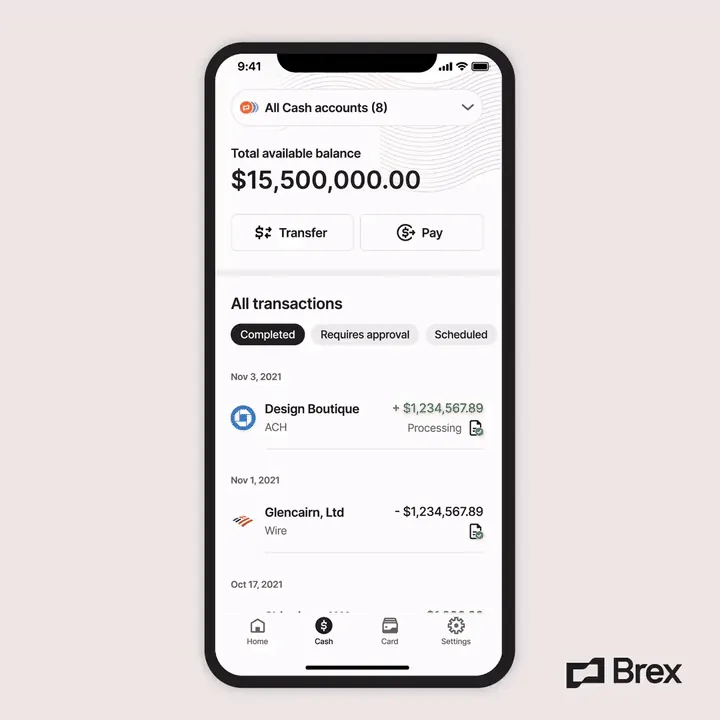 9:41
All Cash accounts (8)
Total available balance
$15,500,000.00
Transfer
Pay
All transactions
Completed
Requires approval
Scheduled
Nov 3, 2021
Design Boutique
+ $1,234,567.89
ACH
Processing
Nov 1, 2021
Glencairn, Ltd
- $1,234,567.89
Wire
Oct 17, 2021
Home
Cash
Card
Settings
Brex